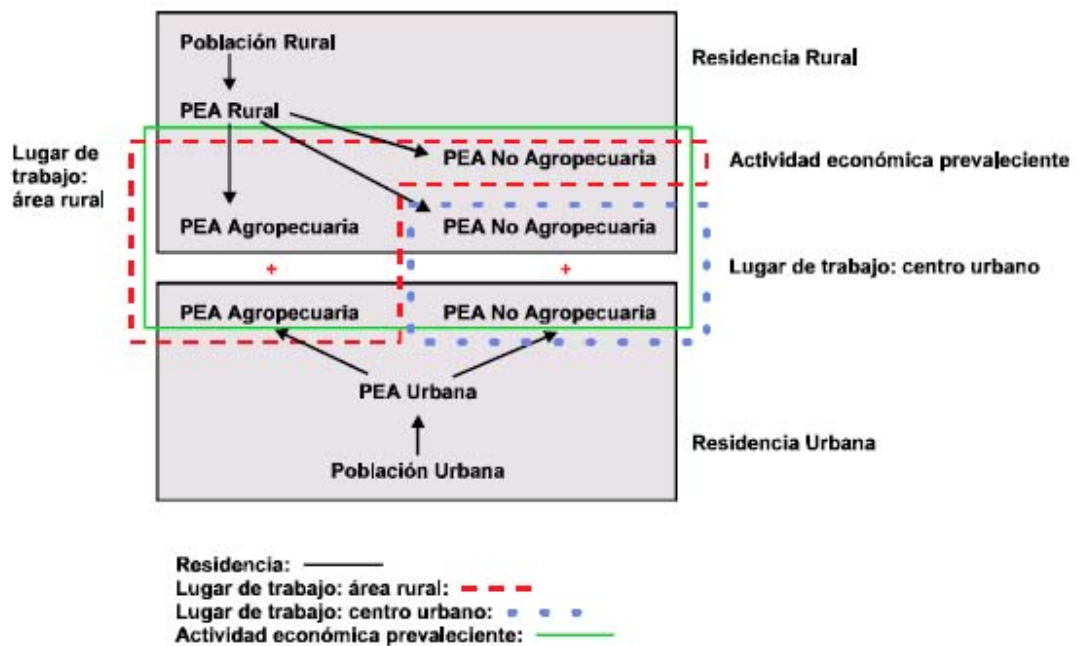 Población Rural
Residencia Rural
PEA Rural
Lugar de
trabajo:
área rural
PEA No Agropecuaria
Actividad económica prevaleciente
PEA Agropecuaria
PEA No Agropecuaria
+
+
Lugar de trabajo: centro urbano
PEA Agropecuaria
PEA No Agropecuaria
PEA Urbana
Residencia Urbana
Población Urbana
Residencia:
Lugar de trabajo: área rural:
Lugar de trabajo: centro urbano:
Actividad económica prevaleciente: